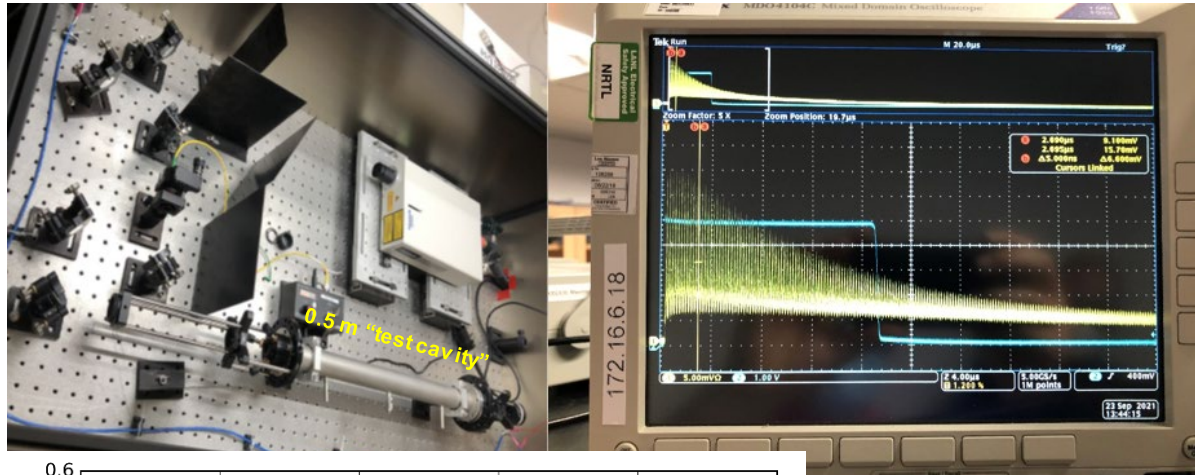 0.5 m “test cavity”
MDO4104C Mixed Domain Oscilloscope
LANL Electrical
Safety Approved
NRTL
172.16.6.18
Tek Run
M 20.0µs
Trig?
Zoom Factor: 5 X
Zoom Position: 19.7µs
2.090µs 9.100mV
2.095µs 15.70mV
Δ5.000ns Δ6.600mV
Cursors Linked
5.00mVΩ
1.00 V
Z 4.00µs
1.200 %
5.00GS/s
1M points
400mV
23 Sep 2021
13:44:15
0.6